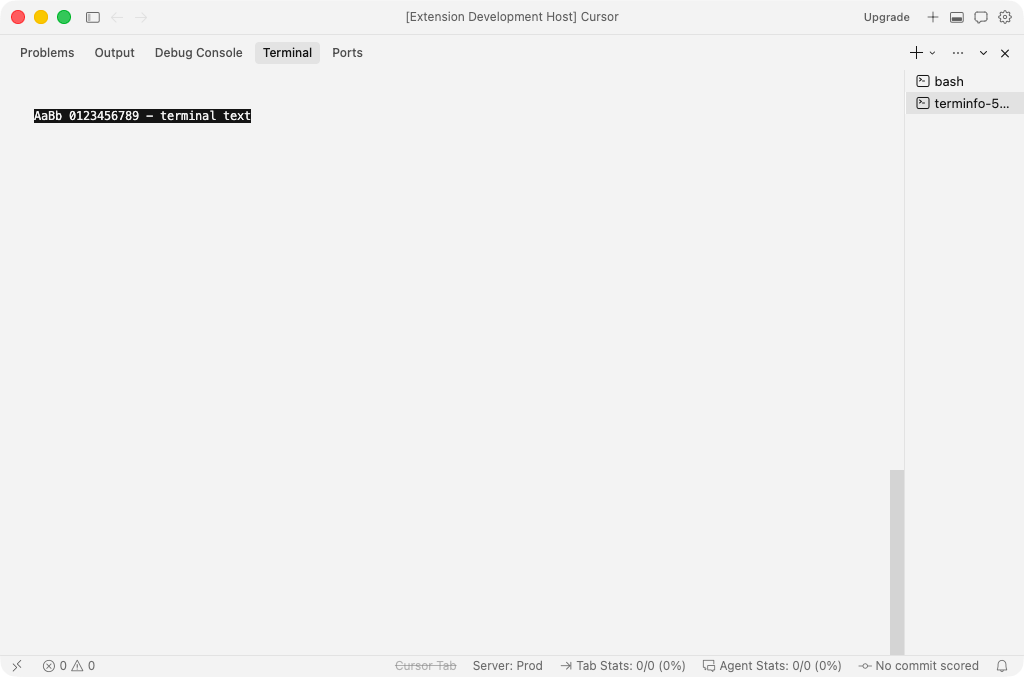 [Extension Development Host] Cursor
Upgrade
Problems Output Debug Console Terminal Ports
bash
terminfo-5...
AaBb 0123456789 — terminal text
0 0 Cursor Tab Server: Prod Tab Stats: 0/0 (0%) Agent Stats: 0/0 (0%) No commit scored